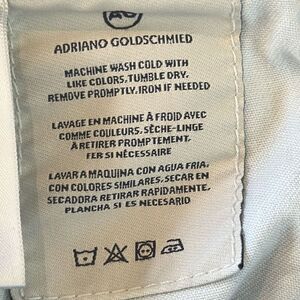 AG
ADRIANO GOLDSCHMIED
MACHINE WASH COLD WITH
LIKE COLORS, TUMBLE DRY,
REMOVE PROMPTLY, IRON IF NEEDED
LAVAGE EN MACHINE À FROID AVEC
COMME COULEURS. SÈCHE-LINGE
À RETIRER PROMPTEMENT,
FER SI NÉCESSAIRE
LAVAR A MAQUINA CON AGUA FRIA,
CON COLORES SIMILARES. SECAR EN
SECADORA RETIRAR RAPIDAMENTE,
PLANCHA SI ES NECESARIO